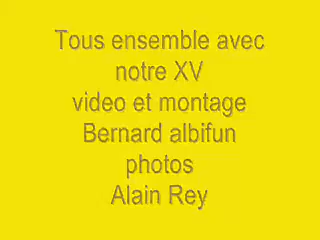 Tous ensemble avec
notre XV
video et montage
Bernard albifun
photos
Alain Rey